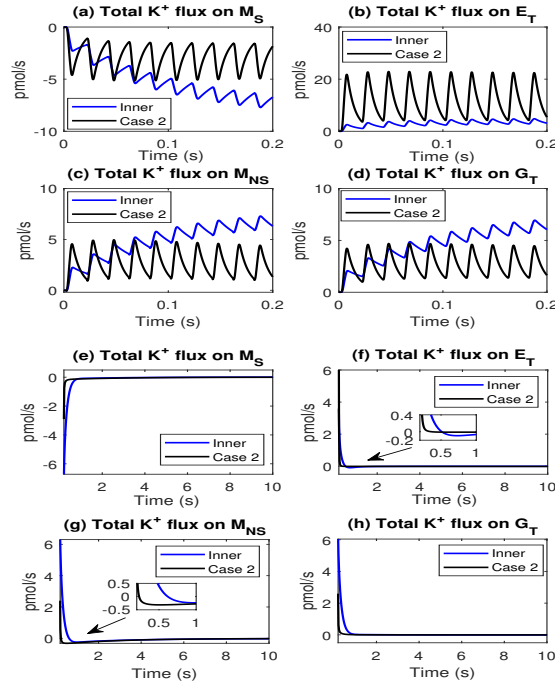 (a) Total K+ flux on MS
(b) Total K+ flux on ET
0
-5
-10
pmol/s
Inner
Case 2
0
0.1
0.2
Time (s)
40
20
0
pmol/s
Inner
Case 2
0
0.1
0.2
Time (s)
(c) Total K+ flux on MNS
(d) Total K+ flux on GT
10
5
0
pmol/s
Inner
Case 2
0
0.1
0.2
Time (s)
10
5
0
pmol/s
Inner
Case 2
0
0.1
0.2
Time (s)
(e) Total K+ flux on MS
(f) Total K+ flux on ET
0
-2
-4
-6
pmol/s
Inner
Case 2
2
4
6
8
10
Time (s)
6
4
2
0
pmol/s
Inner
Case 2
0.4
0
-0.2
0.5
1
2
4
6
8
10
Time (s)
(g) Total K+ flux on MNS
(h) Total K+ flux on GT
6
4
2
0
pmol/s
Inner
Case 2
0.5
0
-0.5
0.5
1
2
4
6
8
10
Time (s)
6
4
2
0
pmol/s
Inner
Case 2
2
4
6
8
10
Time (s)